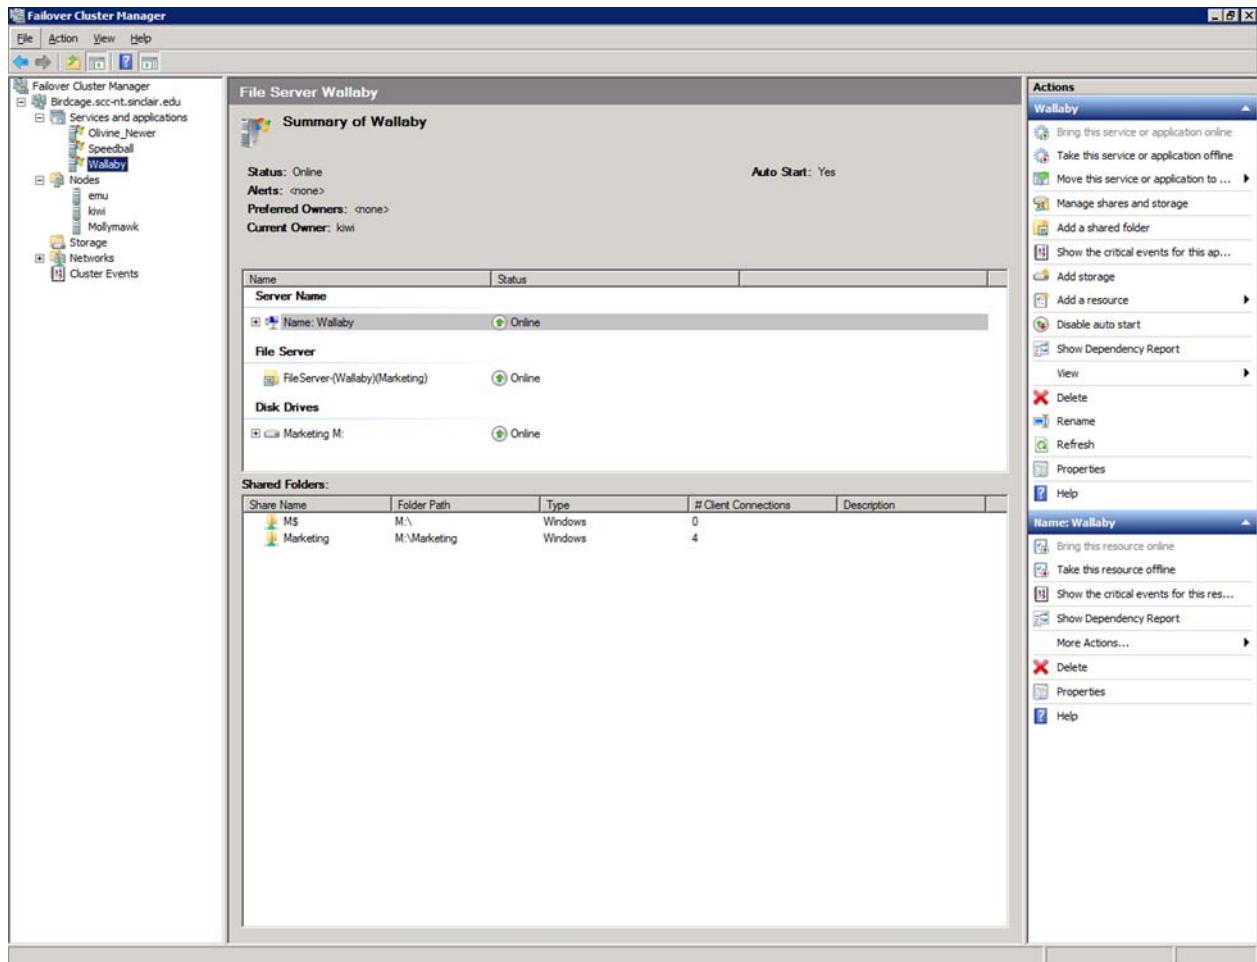 Failover Cluster Manager
File Action View Help
Failover Cluster Manager
Birdcage.scc-nt.sinclair.edu
Services and applications
Olivine_Newer
Speedball
Wallaby
Nodes
emu
kiwi
Mollymawk
Storage
Networks
Cluster Events
File Server Wallaby
Summary of Wallaby
Status: Online Auto Start: Yes
Alerts: <none>
Preferred Owners: <none>
Current Owner: kiwi
Name Status
Server Name
Name: Wallaby Online
File Server
FileServer-(Wallaby)(Marketing) Online
Disk Drives
Marketing M: Online
Shared Folders:
Share Name Folder Path Type # Client Connections Description
M$ M:\ Windows 0
Marketing M:\Marketing Windows 4
Actions
Wallaby
Bring this service or application online
Take this service or application offline
Move this service or application to ...
Manage shares and storage
Add a shared folder
Show the critical events for this ap...
Add storage
Add a resource
Disable auto start
Show Dependency Report
View
Delete
Rename
Refresh
Properties
Help
Name: Wallaby
Bring this resource online
Take this resource offline
Show the critical events for this res...
Show Dependency Report
More Actions...
Delete
Properties
Help